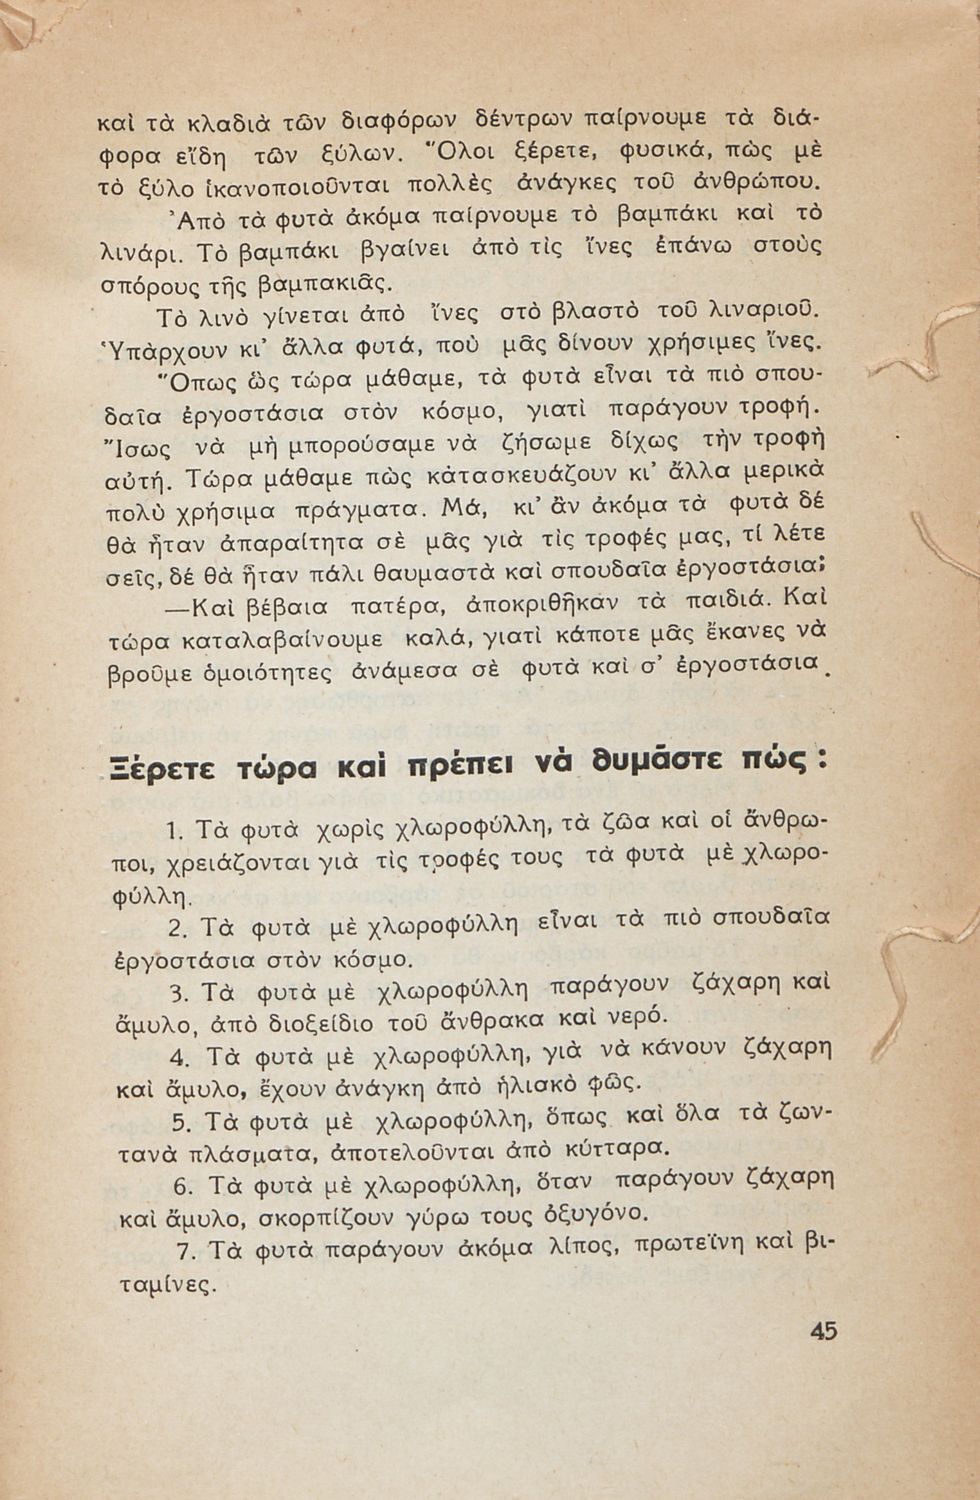 καὶ τὰ κλαδιὰ τῶν διαφόρων δέντρων παίρνουμε τὰ διά-
φορα εἴδη τῶν ξύλων. Ὅλοι ξέρετε, φυσικά, πὼς μὲ
τὸ ξύλο ἱκανοποιοῦνται πολλὲς ἀνάγκες τοῦ ἀνθρώπου.
Ἀπὸ τὰ φυτὰ ἀκόμα παίρνουμε τὸ βαμπάκι καὶ τὸ
λινάρι. Τὸ βαμπάκι βγαίνει ἀπὸ τὶς ἴνες ἐπάνω στοὺς
σπόρους τῆς βαμπακιᾶς.
Τὸ λινὸ γίνεται ἀπὸ ἴνες στὸ βλαστὸ τοῦ λιναριοῦ.
Ὑπὰρχουν κι’ ἄλλα φυτά, ποὺ μᾶς δίνουν χρήσιμες ἴνες.
Ὅπως ὣς τώρα μάθαμε, τὰ φυτὰ εἶναι τὰ πιὸ σπου-
δαῖα ἐργοστάσια στὸν κόσμο, γιατὶ παράγουν τροφή.
Ἴσως νὰ μὴ μπορούσαμε νὰ ζήσωμε δίχως τὴν τροφὴ
αὐτή. Τώρα μάθαμε πὼς κάτασκευάζουν κι’ ἄλλα μερικὰ
πολὺ χρήσιμα πράγματα. Μά, κι’ ἂν ἀκόμα τὰ φυτὰ δέ
θὰ ἦταν ἀπαραίτητα σὲ μᾶς γιὰ τὶς τροφές μας, τί λέτε
σεῖς, δέ θὰ ἦταν πάλι θαυμαστὰ καὶ σπουδαῖα ἐργοστάσια;
—Καὶ βέβαια πατέρα, ἀποκριθῆκαν τὰ παιδιά. Καὶ
τώρα καταλαβαίνουμε καλά, γιατὶ κάποτε μᾶς ἔκανες νὰ
βροῦμε ὁμοιότητες ἀνάμεσα σὲ φυτὰ καὶ σ’ ἐργοστάσια.
Ξέρετε τώρα καὶ πρέπει νὰ θυμᾶστε πώς :
1. Τὰ φυτὰ χωρὶς χλωροφύλλη, τὰ ζῶα καὶ οἱ ἄνθρω-
ποι, χρειάζονται γιὰ τὶς τροφές τους τὰ φυτὰ μὲ χλωρο-
φύλλη.
2. Τὰ φυτὰ μὲ χλωροφύλλη εἶναι τὰ πιὸ σπουδαῖα
ἐργοστάσια στὸν κόσμο.
3. Τὰ φυτὰ μὲ χλωροφύλλη παράγουν ζάχαρη καὶ
ἄμυλο, ἀπὸ διοξείδιο τοῦ ἄνθρακα καὶ νερό.
4. Τὰ φυτὰ μὲ χλωροφύλλη, γιὰ νὰ κάνουν ζάχαρη
καὶ ἄμυλο, ἔχουν ἀνάγκη ἀπὸ ἡλιακὸ φῶς.
5. Τὰ φυτὰ μὲ χλωροφύλλη, ὅπως καὶ ὅλα τὰ ζων-
τανὰ πλάσματα, ἀποτελοῦνται ἀπὸ κύτταρα.
6. Τὰ φυτὰ μὲ χλωροφύλλη, ὅταν παράγουν ζάχαρη
καὶ ἄμυλο, σκορπίζουν γύρω τους ὀξυγόνο.
7. Τὰ φυτὰ παράγουν ἀκόμα λίπος, πρωτεΐνη καὶ βι-
ταμίνες.
45